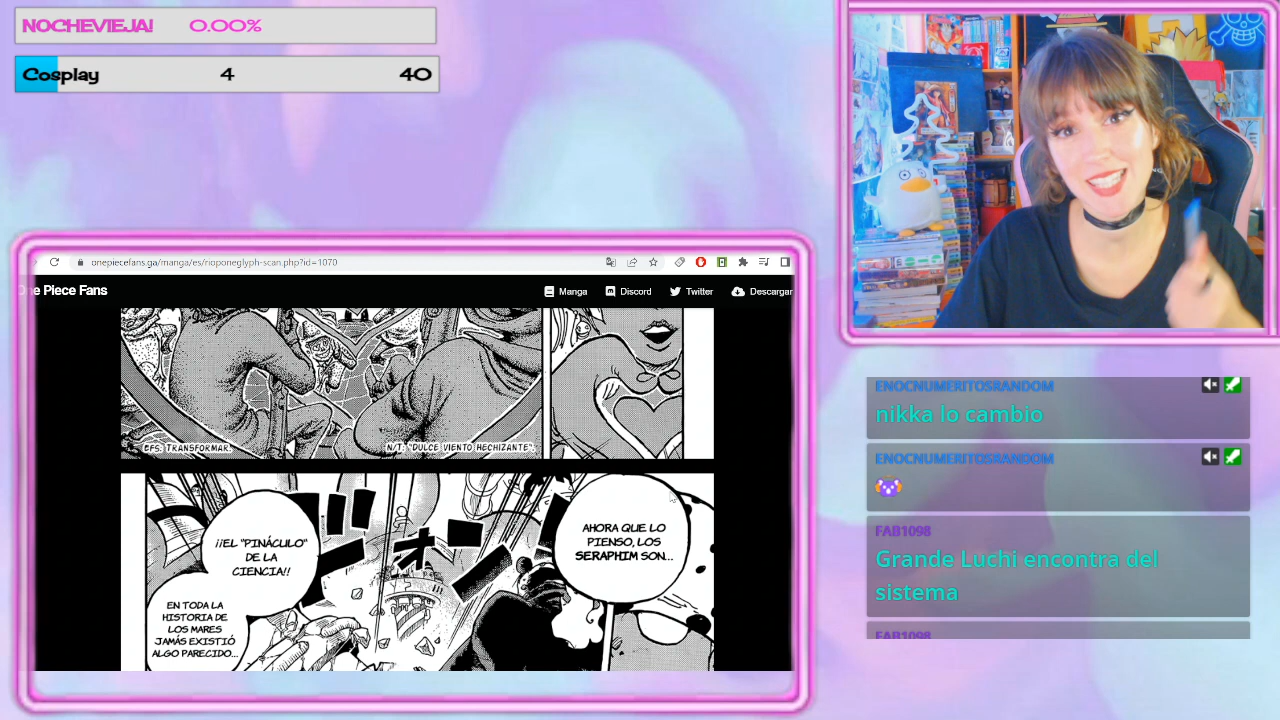 NOCHEVIEJA! 0.00%
Cosplay 4 40
onepiecefans.ga/manga/esvioponeglyph-scan.php?id=1070
One Piece Fans
Manga
Discord
Twitter
Descargar
EFS: TRANSFORMAR.
N/T: "DULCE VIENTO HECHIZANTE".
¡¡EL "PINÁCULO"
DE LA
CIENCIA!!
EN TODA LA
HISTORIA DE
LOS MARES
JAMÁS EXISTIÓ
ALGO PARECIDO...
AHORA QUE LO
PIENSO, LOS
SERAPHIM SON...
ENOCNUMERITOSRANDOM
nikka lo cambio
ENOCNUMERITOSRANDOM
FAB1098
Grande Luchi encontra del
sistema
FAB1098